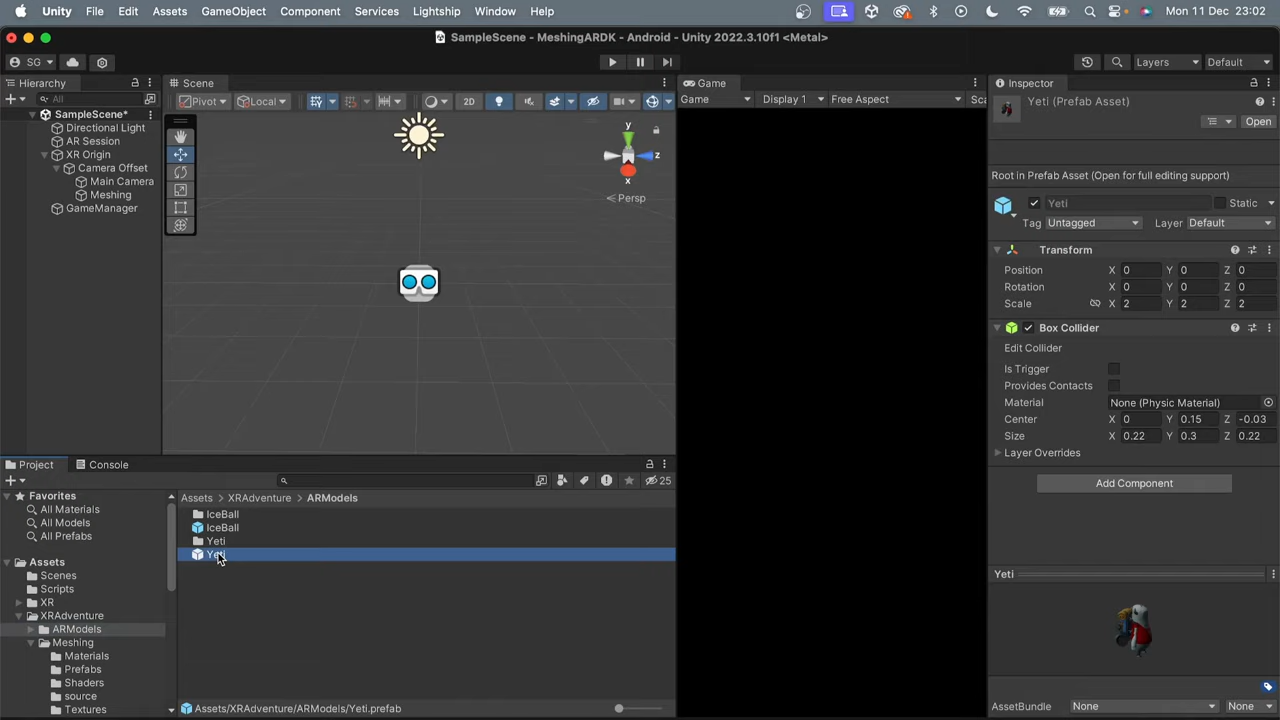 Unity File Edit Assets GameObject Component Services Lightship Window Help Mon 11 Dec 23:02
SampleScene - MeshingARDK - Android - Unity 2022.3.10f1 <Metal>
SG Layers Default
Hierarchy
All
SampleScene*
Directional Light
AR Session
XR Origin
Camera Offset
Main Camera
Meshing
GameManager
Scene
Pivot Local 2D
y
z
x
Persp
Game
Game Display 1 Free Aspect Sca
Inspector
Yeti (Prefab Asset)
Open
Root in Prefab Asset (Open for full editing support)
Yeti Static
Tag Untagged Layer Default
Transform
Position X 0 Y 0 Z 0
Rotation X 0 Y 0 Z 0
Scale X 2 Y 2 Z 2
Box Collider
Edit Collider
Is Trigger
Provides Contacts
Material None (Physic Material)
Center X 0 Y 0.15 Z -0.03
Size X 0.22 Y 0.3 Z 0.22
Layer Overrides
Add Component
Yeti
AssetBundle None None
Project Console
25
Favorites
All Materials
All Models
All Prefabs
Assets
Scenes
Scripts
XR
XRAdventure
ARModels
Meshing
Materials
Prefabs
Shaders
source
Textures
Assets > XRAdventure > ARModels
IceBall
IceBall
Yeti
Yeti
Assets/XRAdventure/ARModels/Yeti.prefab